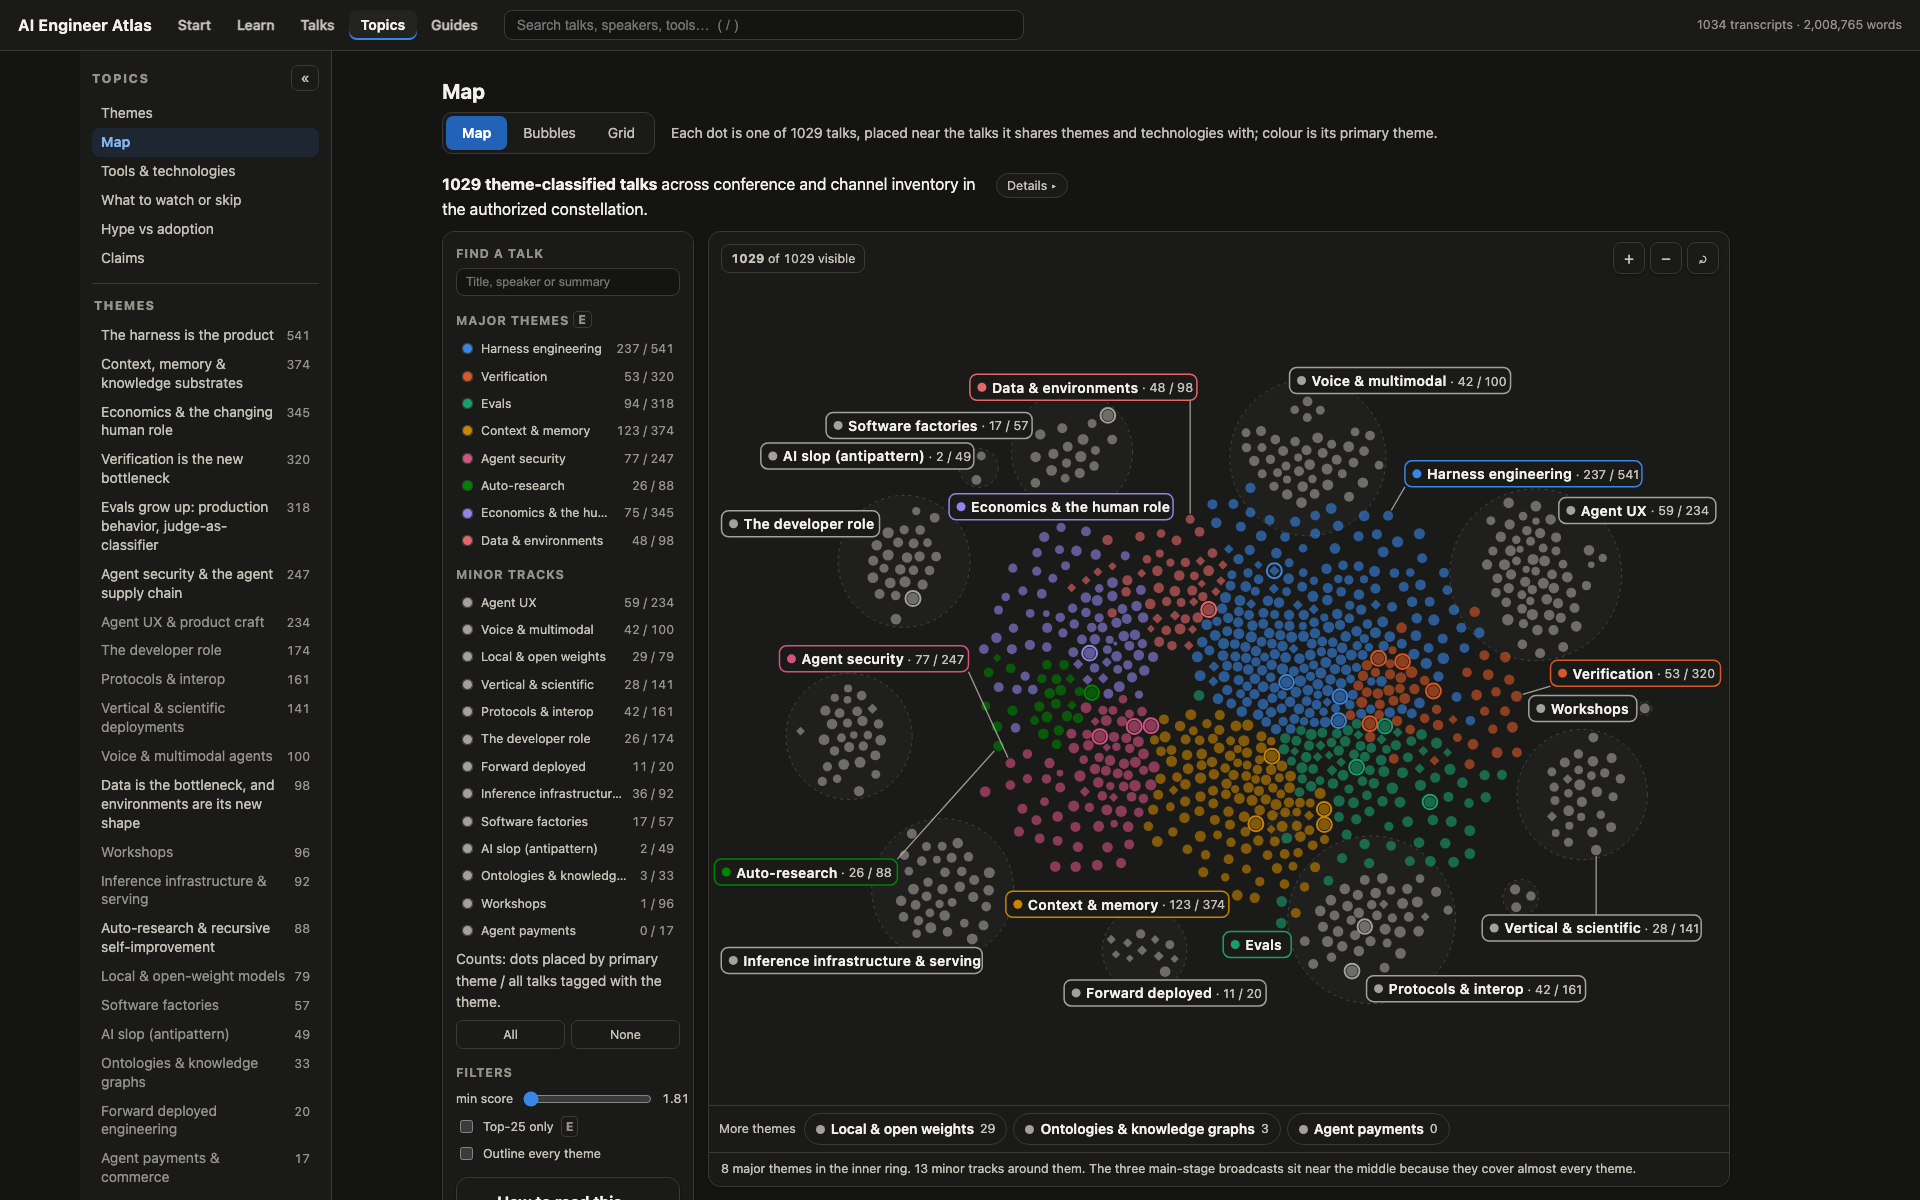 AI Engineer Atlas
Start
Learn
Talks
Topics
Guides
Search talks, speakers, tools… ( / )
1034 transcripts · 2,008,765 words
TOPICS
«
Themes
Map
Tools & technologies
What to watch or skip
Hype vs adoption
Claims
THEMES
The harness is the product 541
Context, memory & 374
knowledge substrates
Economics & the changing 345
human role
Verification is the new 320
bottleneck
Evals grow up: production 318
behavior, judge-as-
classifier
Agent security & the agent 247
supply chain
Agent UX & product craft 234
The developer role 174
Protocols & interop 161
Vertical & scientific 141
deployments
Voice & multimodal agents 100
Data is the bottleneck, and 98
environments are its new
shape
Workshops 96
Inference infrastructure & 92
serving
Auto-research & recursive 88
self-improvement
Local & open-weight models 79
Software factories 57
AI slop (antipattern) 49
Ontologies & knowledge 33
graphs
Forward deployed 20
engineering
Agent payments & 17
commerce
Map
Map
Bubbles
Grid
Each dot is one of 1029 talks, placed near the talks it shares themes and technologies with; colour is its primary theme.
1029 theme-classified talks across conference and channel inventory in
the authorized constellation.
Details ▸
FIND A TALK
Title, speaker or summary
MAJOR THEMES E
Harness engineering 237 / 541
Verification 53 / 320
Evals 94 / 318
Context & memory 123 / 374
Agent security 77 / 247
Auto-research 26 / 88
Economics & the hu... 75 / 345
Data & environments 48 / 98
MINOR TRACKS
Agent UX 59 / 234
Voice & multimodal 42 / 100
Local & open weights 29 / 79
Vertical & scientific 28 / 141
Protocols & interop 42 / 161
The developer role 26 / 174
Forward deployed 11 / 20
Inference infrastructur... 36 / 92
Software factories 17 / 57
AI slop (antipattern) 2 / 49
Ontologies & knowledg... 3 / 33
Workshops 1 / 96
Agent payments 0 / 17
Counts: dots placed by primary
theme / all talks tagged with the
theme.
All
None
FILTERS
min score 1.81
Top-25 only E
Outline every theme
How to read this
1029 of 1029 visible
+
−
Data & environments · 48 / 98
Voice & multimodal · 42 / 100
Software factories · 17 / 57
AI slop (antipattern) · 2 / 49
Harness engineering · 237 / 541
Economics & the human role
Agent UX · 59 / 234
The developer role
Agent security · 77 / 247
Verification · 53 / 320
Workshops
Auto-research · 26 / 88
Context & memory · 123 / 374
Vertical & scientific · 28 / 141
Evals
Inference infrastructure & serving
Forward deployed · 11 / 20
Protocols & interop · 42 / 161
More themes
Local & open weights 29
Ontologies & knowledge graphs 3
Agent payments 0
8 major themes in the inner ring. 13 minor tracks around them. The three main-stage broadcasts sit near the middle because they cover almost every theme.